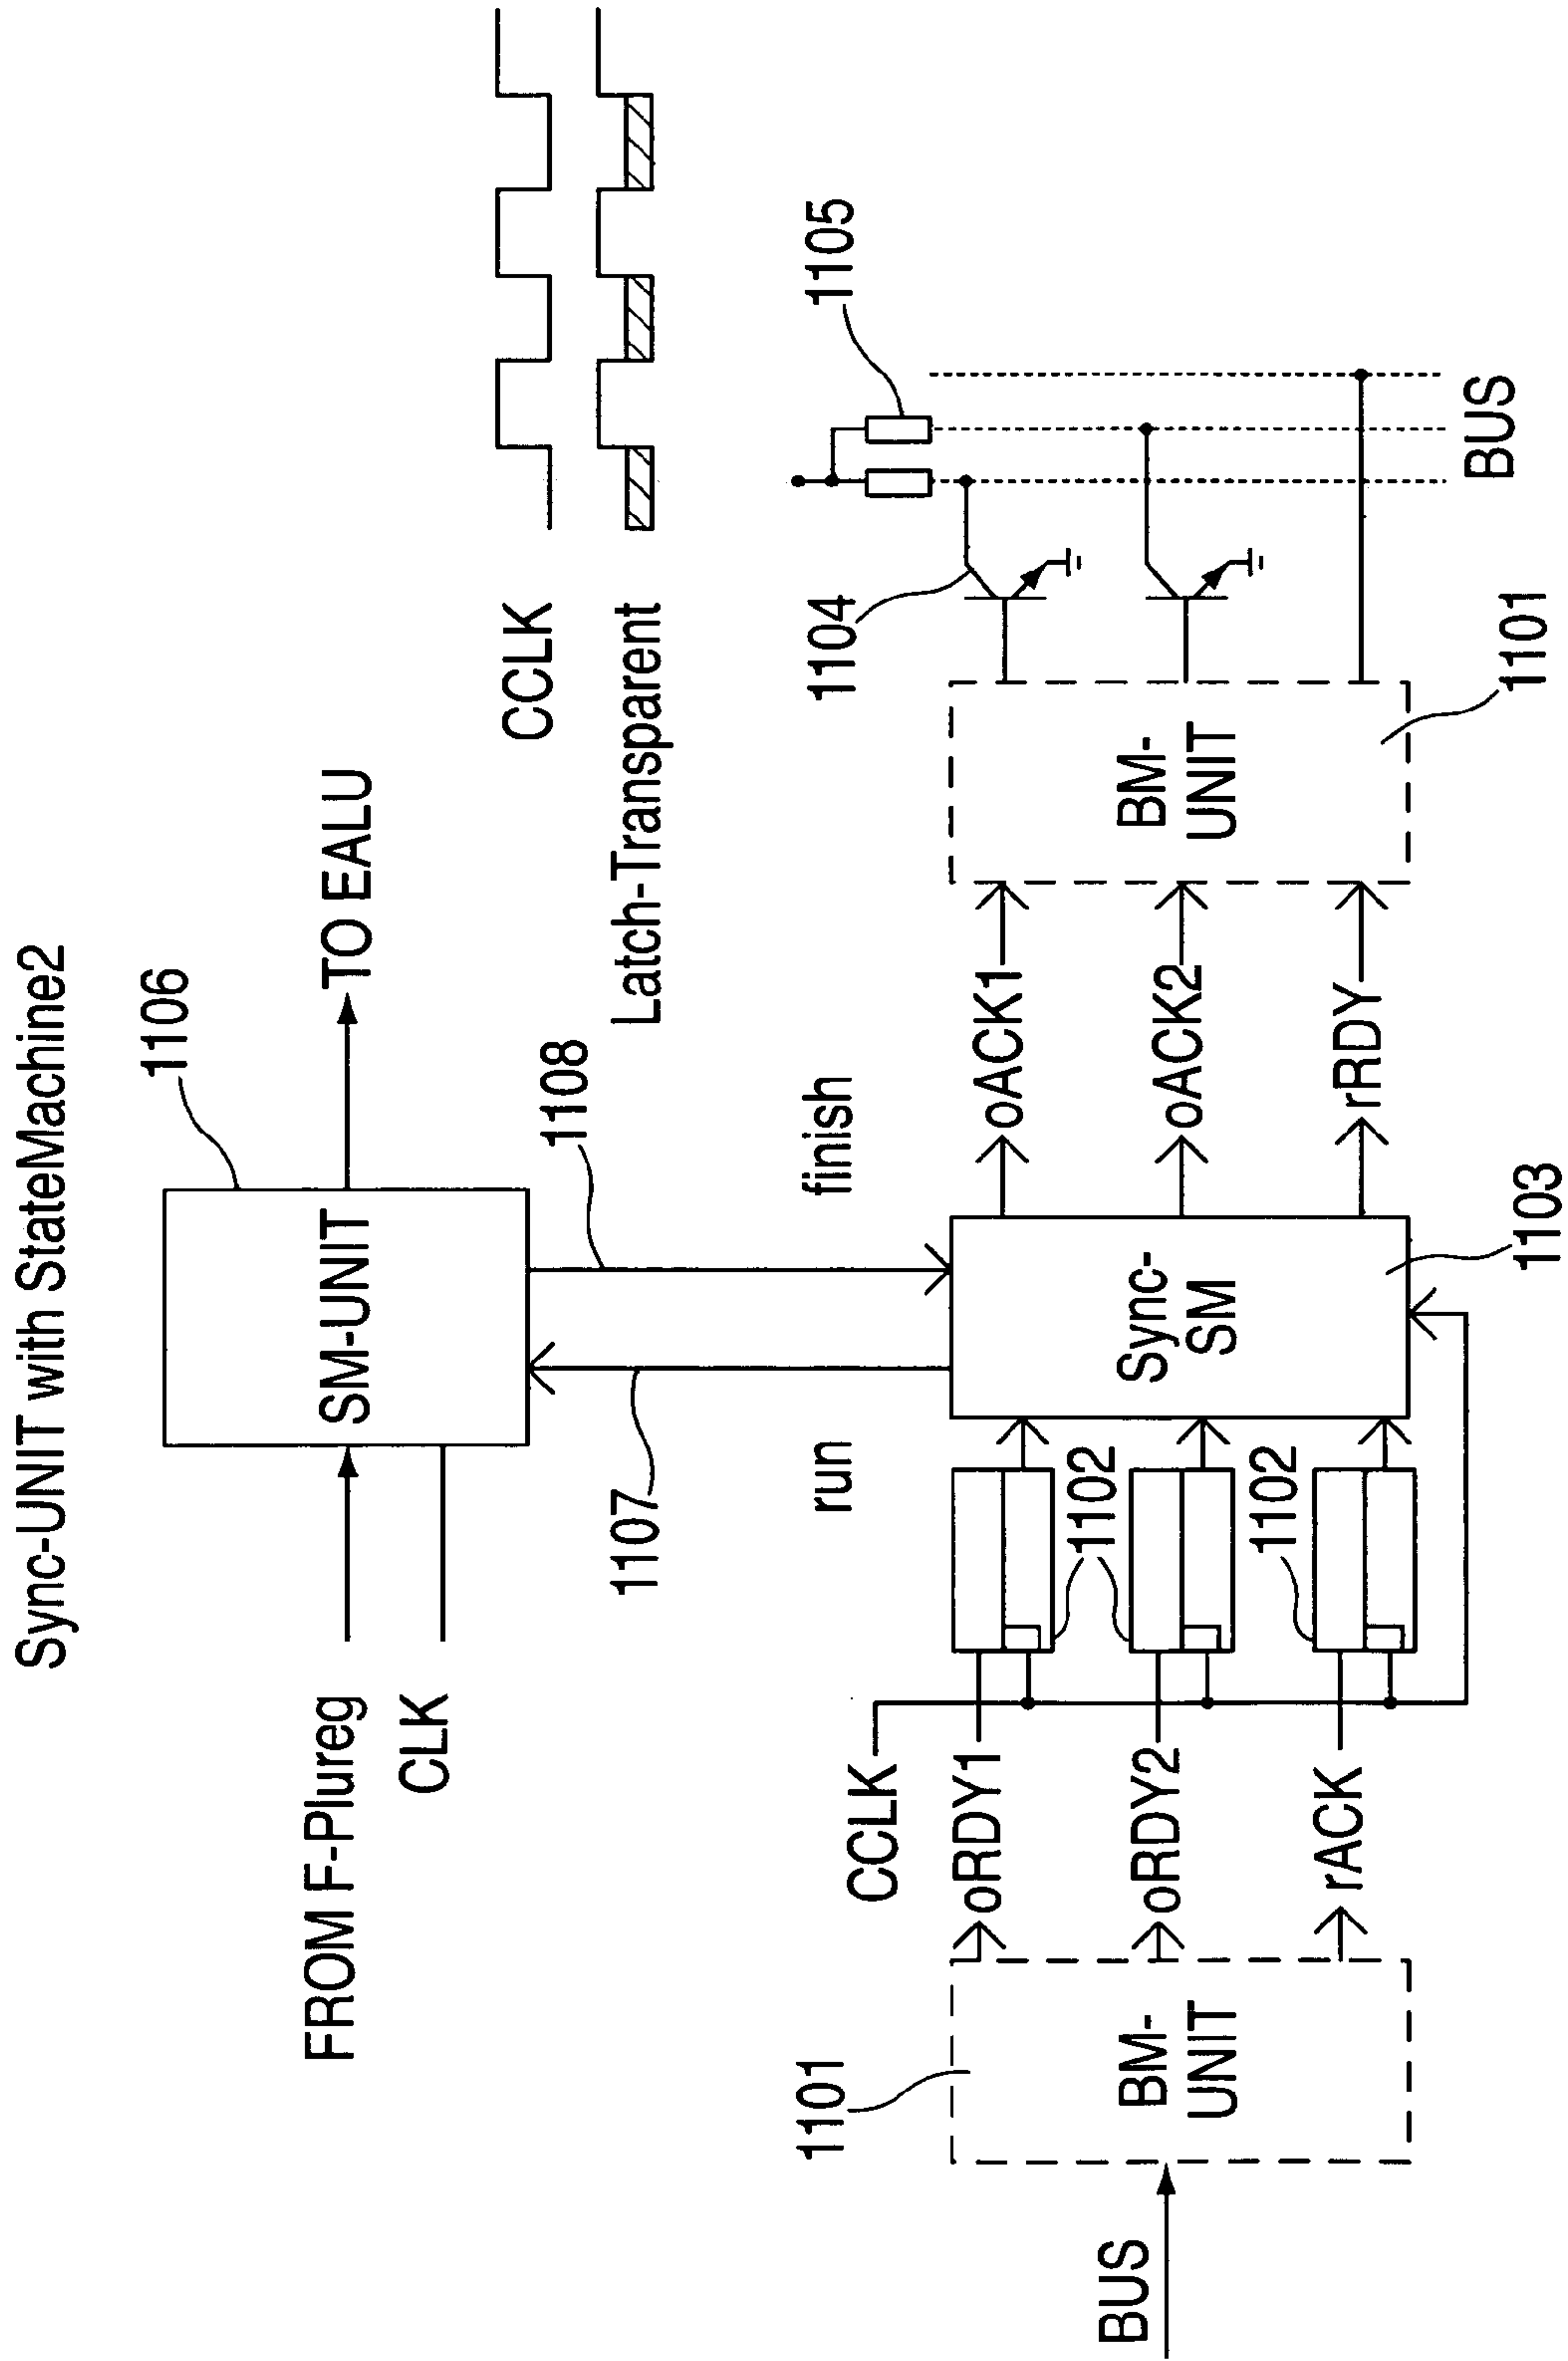 Sync-UNIT with StateMachine2
1106
FROM F-Plureg
SM-UNIT
TO EALU
CLK
CCLK
1107
1108
Latch-Transparent
run
finish
1101
1104
1105
CCLK
oRDY1
1102
oACK1
BUS
BM-
UNIT
oRDY2
Sync-
SM
oACK2
BM-
UNIT
1102
rACK
rRDY
BUS
1103
1101